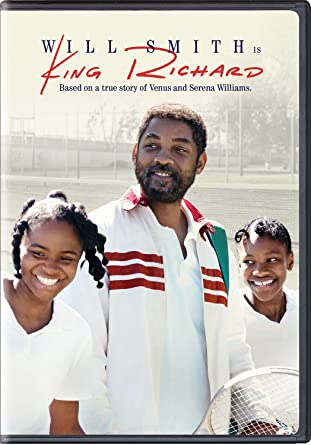 WILL SMITH IS
KING RICHARD
Based on a true story of Venus and Serena Williams.